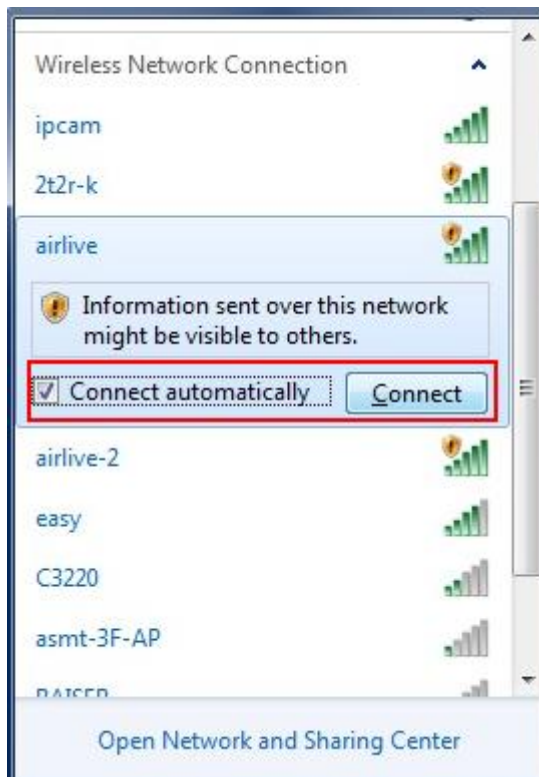 Wireless Network Connection
ipcam
2t2r-k
airlive
Information sent over this network
might be visible to others.
Connect automatically
Connect
airlive-2
easy
C3220
asmt-3F-AP
Open Network and Sharing Center